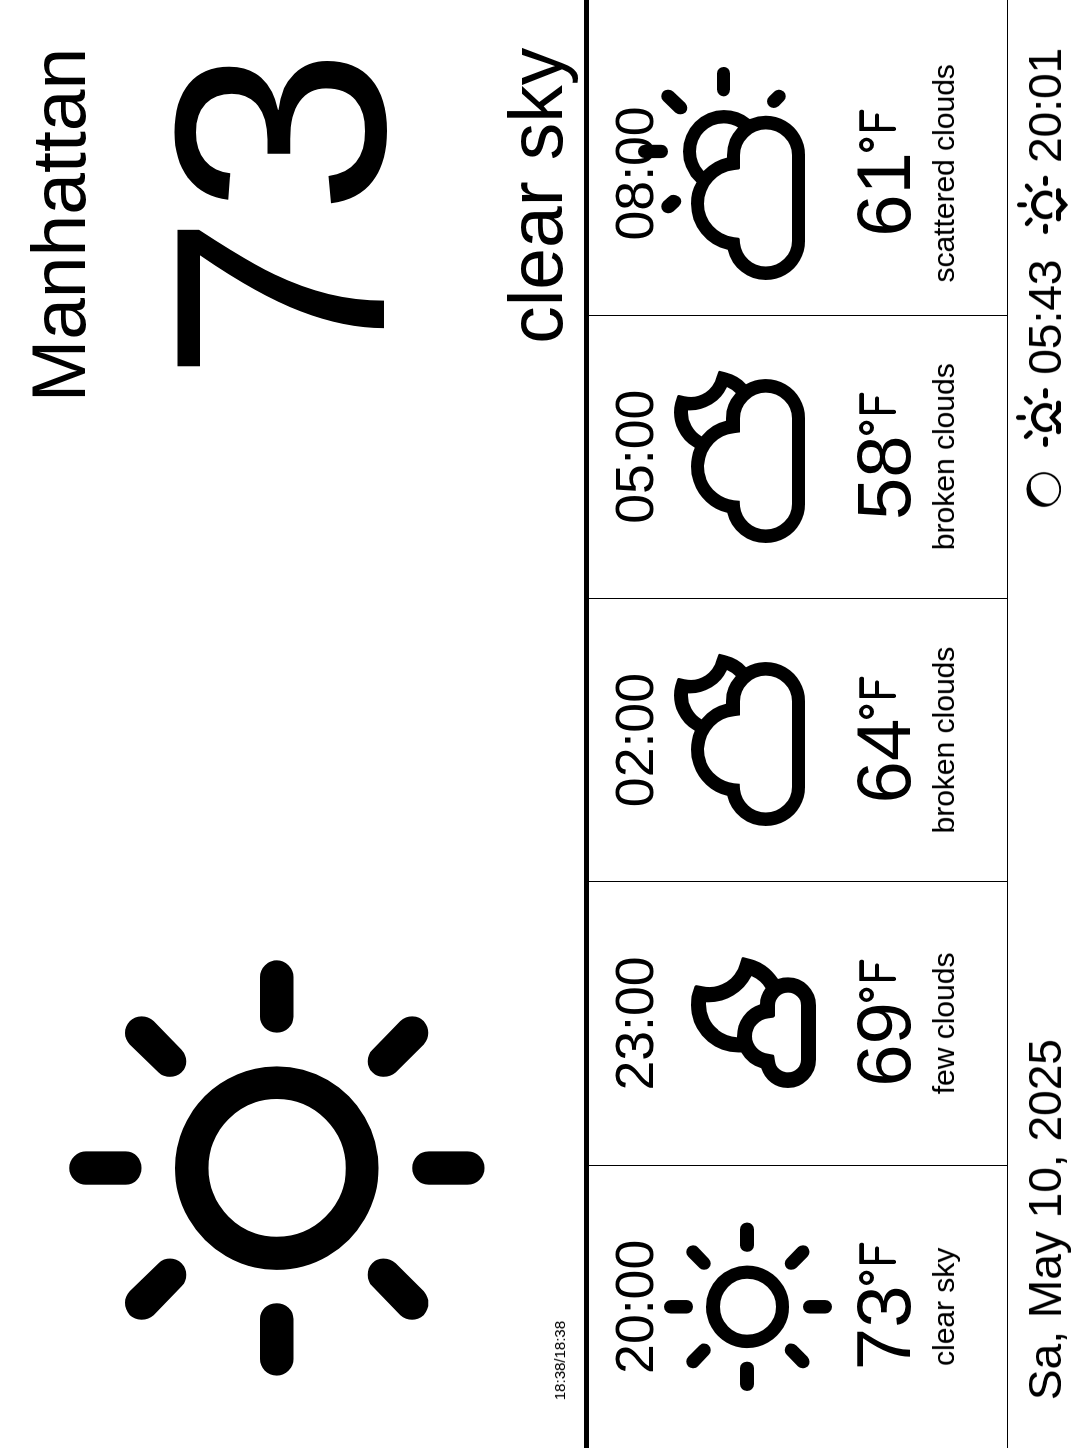 Manhattan
73
clear sky
18:38/18:38
20:00
73°F
clear sky
23:00
69°F
few clouds
02:00
64°F
broken clouds
05:00
58°F
broken clouds
08:00
61°F
scattered clouds
Sa, May 10, 2025
05:43
20:01